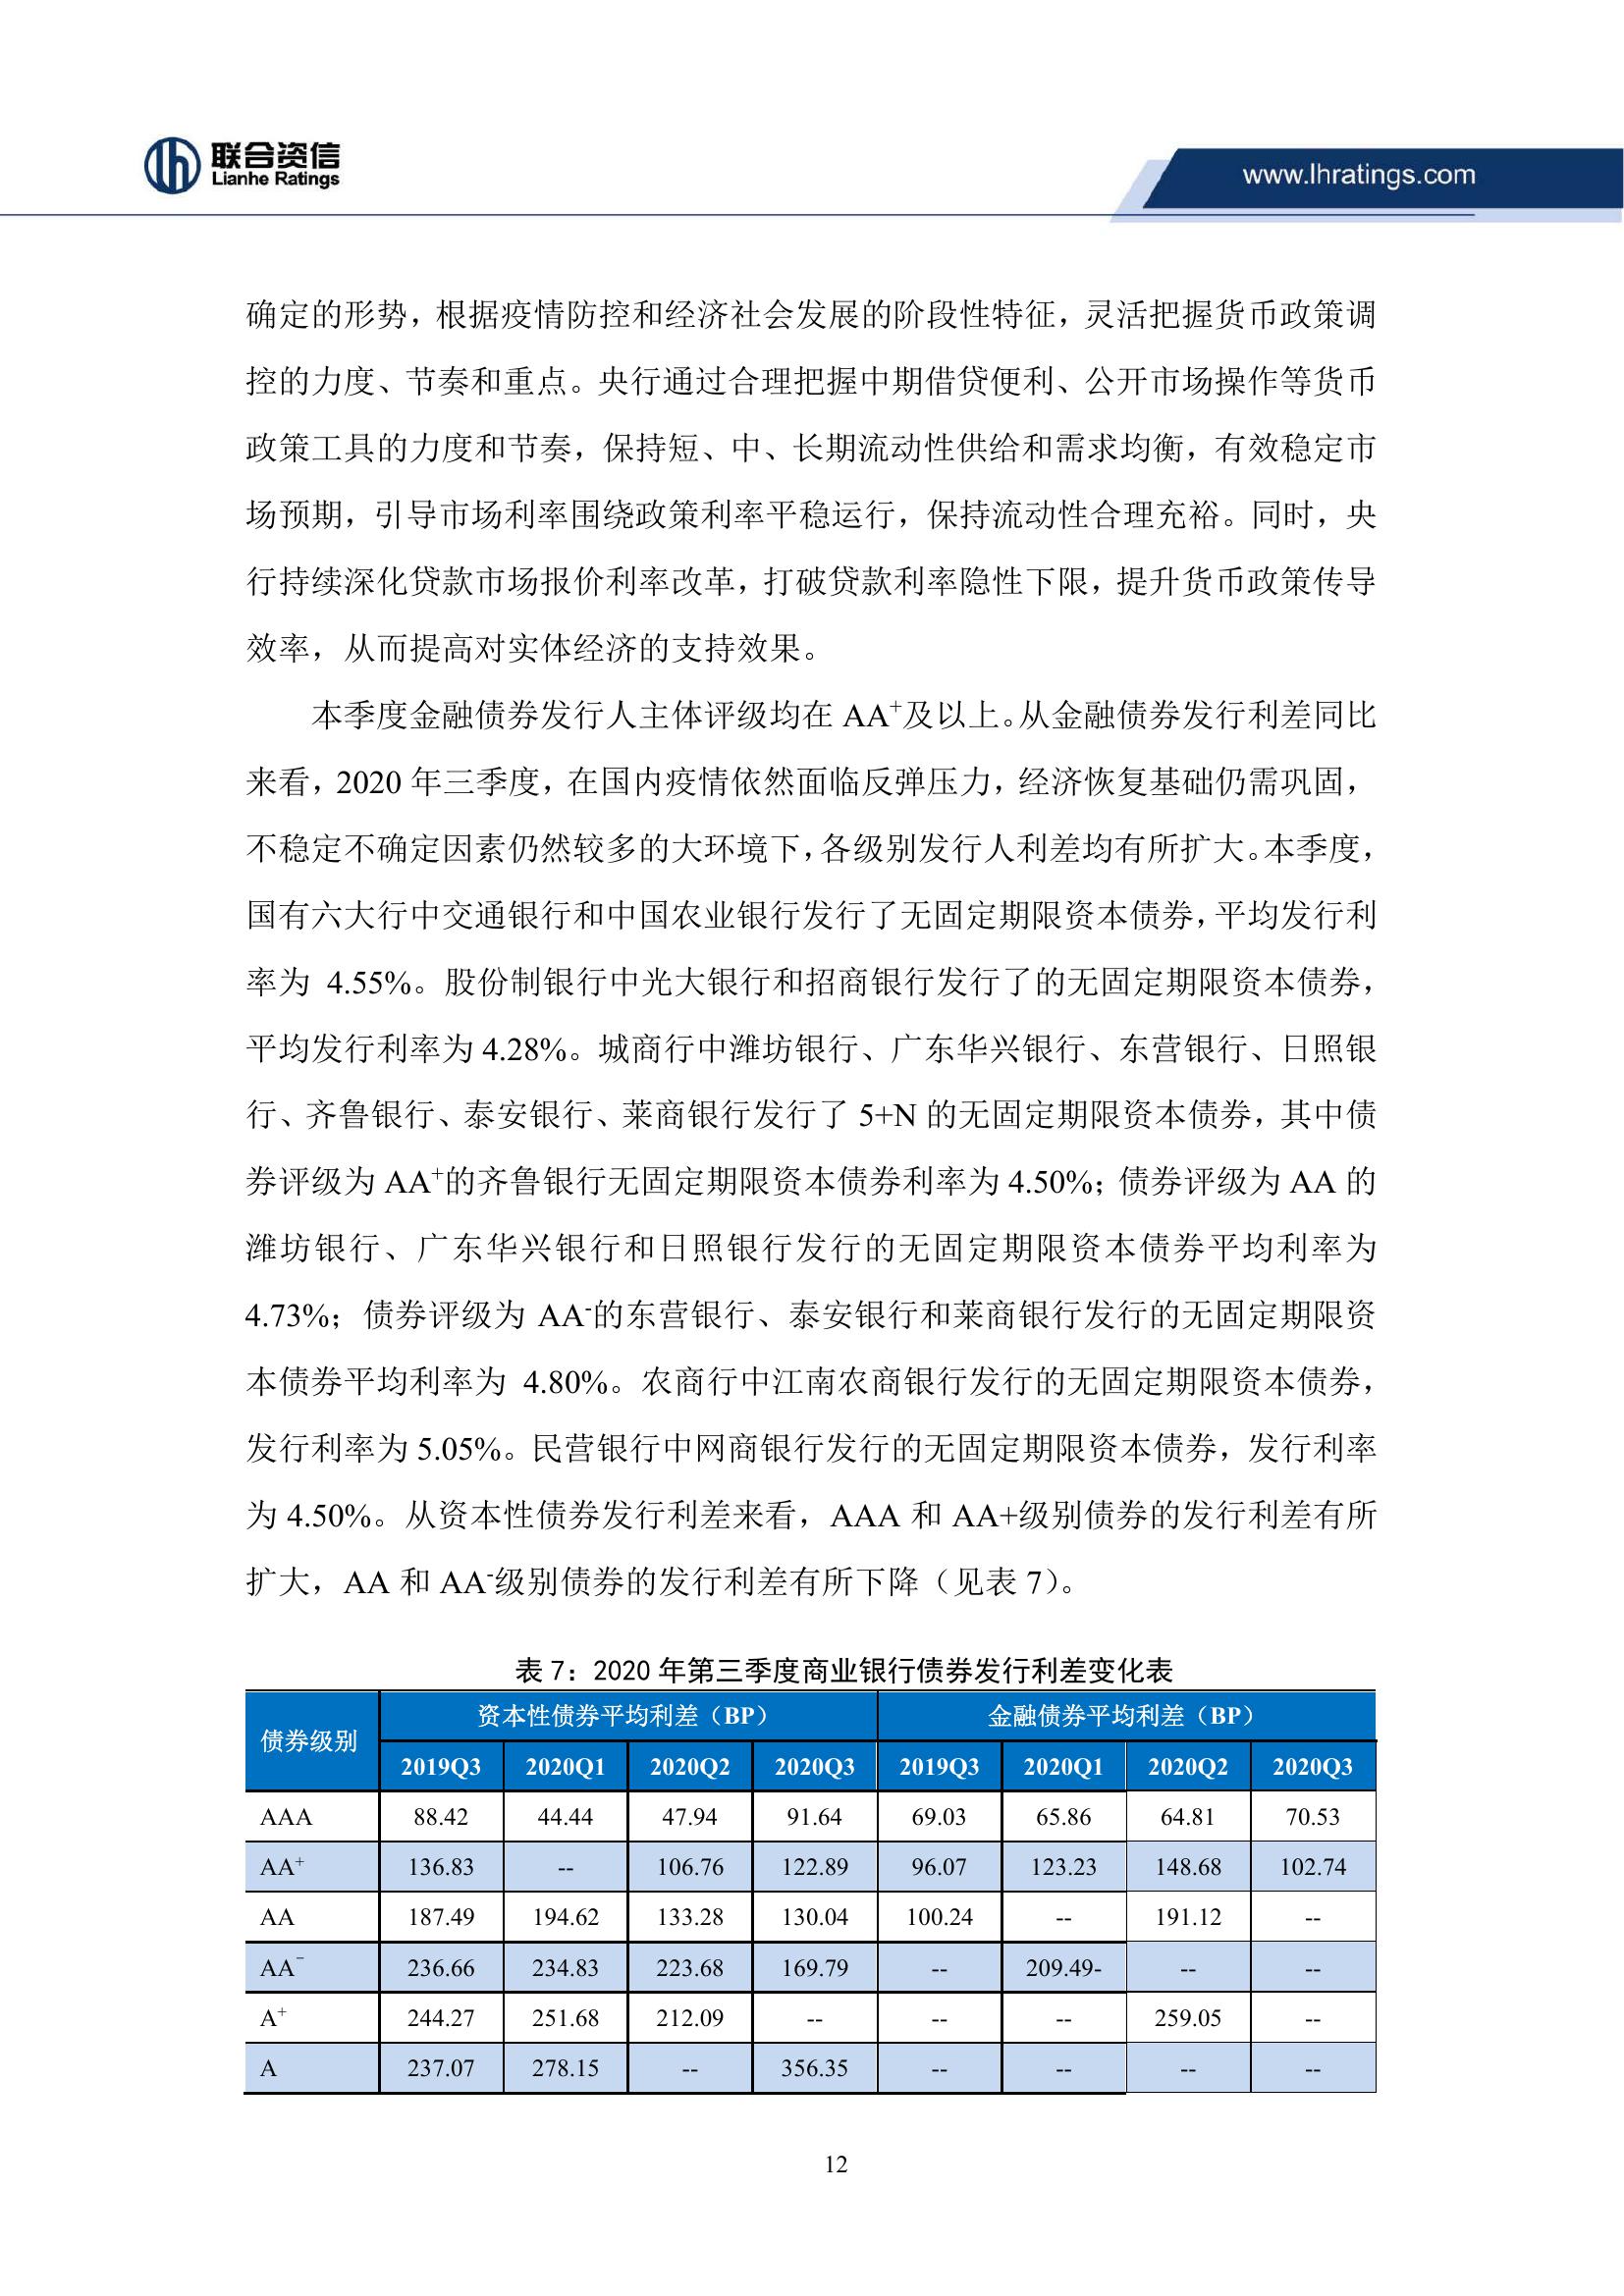 联合资信
Lianhe Ratings
www.lhratings.com
确定的形势，根据疫情防控和经济社会发展的阶段性特征，灵活把握货币政策调
控的力度、节奏和重点。央行通过合理把握中期借贷便利、公开市场操作等货币
政策工具的力度和节奏，保持短、中、长期流动性供给和需求均衡，有效稳定市
场预期，引导市场利率围绕政策利率平稳运行，保持流动性合理充裕。同时，央
行持续深化贷款市场报价利率改革，打破贷款利率隐性下限，提升货币政策传导
效率，从而提高对实体经济的支持效果。
本季度金融债券发行人主体评级均在 AA⁺及以上。从金融债券发行利差同比
来看，2020 年三季度，在国内疫情依然面临反弹压力，经济恢复基础仍需巩固，
不稳定不确定因素仍然较多的大环境下，各级别发行人利差均有所扩大。本季度，
国有六大行中交通银行和中国农业银行发行了无固定期限资本债券，平均发行利
率为 4.55%。股份制银行中光大银行和招商银行发行了的无固定期限资本债券，
平均发行利率为 4.28%。城商行中潍坊银行、广东华兴银行、东营银行、日照银
行、齐鲁银行、泰安银行、莱商银行发行了 5+N 的无固定期限资本债券，其中债
券评级为 AA⁺的齐鲁银行无固定期限资本债券利率为 4.50%；债券评级为 AA 的
潍坊银行、广东华兴银行和日照银行发行的无固定期限资本债券平均利率为
4.73%；债券评级为 AA⁻的东营银行、泰安银行和莱商银行发行的无固定期限资
本债券平均利率为 4.80%。农商行中江南农商银行发行的无固定期限资本债券，
发行利率为 5.05%。民营银行中网商银行发行的无固定期限资本债券，发行利率
为 4.50%。从资本性债券发行利差来看，AAA 和 AA+级别债券的发行利差有所
扩大，AA 和 AA⁻级别债券的发行利差有所下降（见表 7）。
表 7：2020 年第三季度商业银行债券发行利差变化表
债券级别 资本性债券平均利差（BP） 金融债券平均利差（BP）
2019Q3 2020Q1 2020Q2 2020Q3 2019Q3 2020Q1 2020Q2 2020Q3
AAA 88.42 44.44 47.94 91.64 69.03 65.86 64.81 70.53
AA⁺ 136.83 -- 106.76 122.89 96.07 123.23 148.68 102.74
AA 187.49 194.62 133.28 130.04 100.24 -- 191.12 --
AA⁻ 236.66 234.83 223.68 169.79 -- 209.49- -- --
A⁺ 244.27 251.68 212.09 -- -- -- 259.05 --
A 237.07 278.15 -- 356.35 -- -- -- --
12